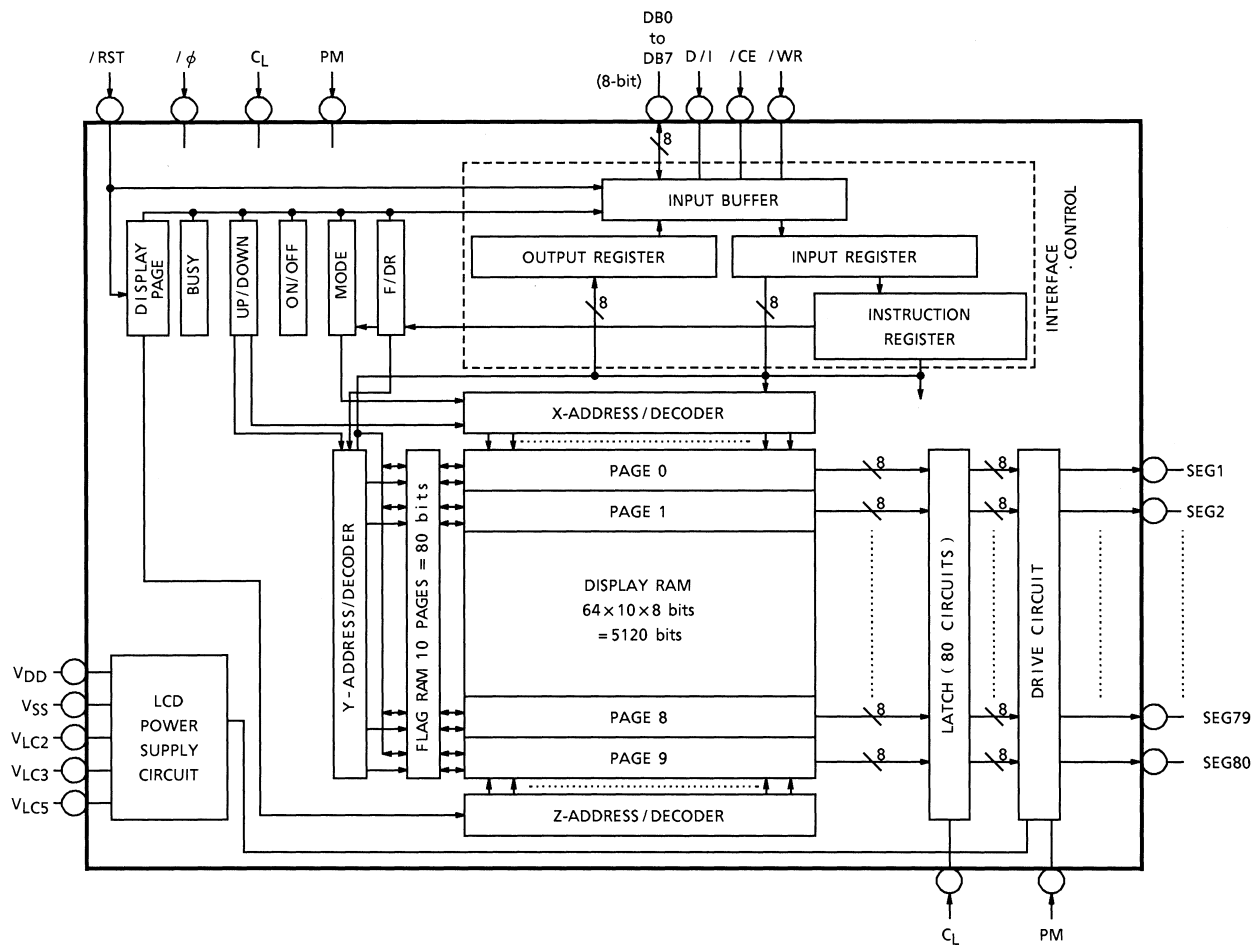 DB0
to
DB7
(8-bit)
/RST
/ϕ
CL
PM
D/I
/CE
/WR
8
INPUT BUFFER
OUTPUT REGISTER
INPUT REGISTER
8
8
INSTRUCTION
REGISTER
INTERFACE
CONTROL
DISPLAY
PAGE
BUSY
UP/DOWN
ON/OFF
MODE
F/DR
X-ADDRESS/DECODER
Y-ADDRESS/DECODER
FLAG RAM 10 PAGES = 80 bits
PAGE 0
PAGE 1
DISPLAY RAM
64×10×8 bits
=5120 bits
PAGE 8
PAGE 9
Z-ADDRESS/DECODER
8
8
8
8
LATCH (80 CIRCUITS)
8
8
8
8
DRIVE CIRCUIT
SEG1
SEG2
SEG79
SEG80
VDD
VSS
VLC2
VLC3
VLC5
LCD
POWER
SUPPLY
CIRCUIT
CL
PM